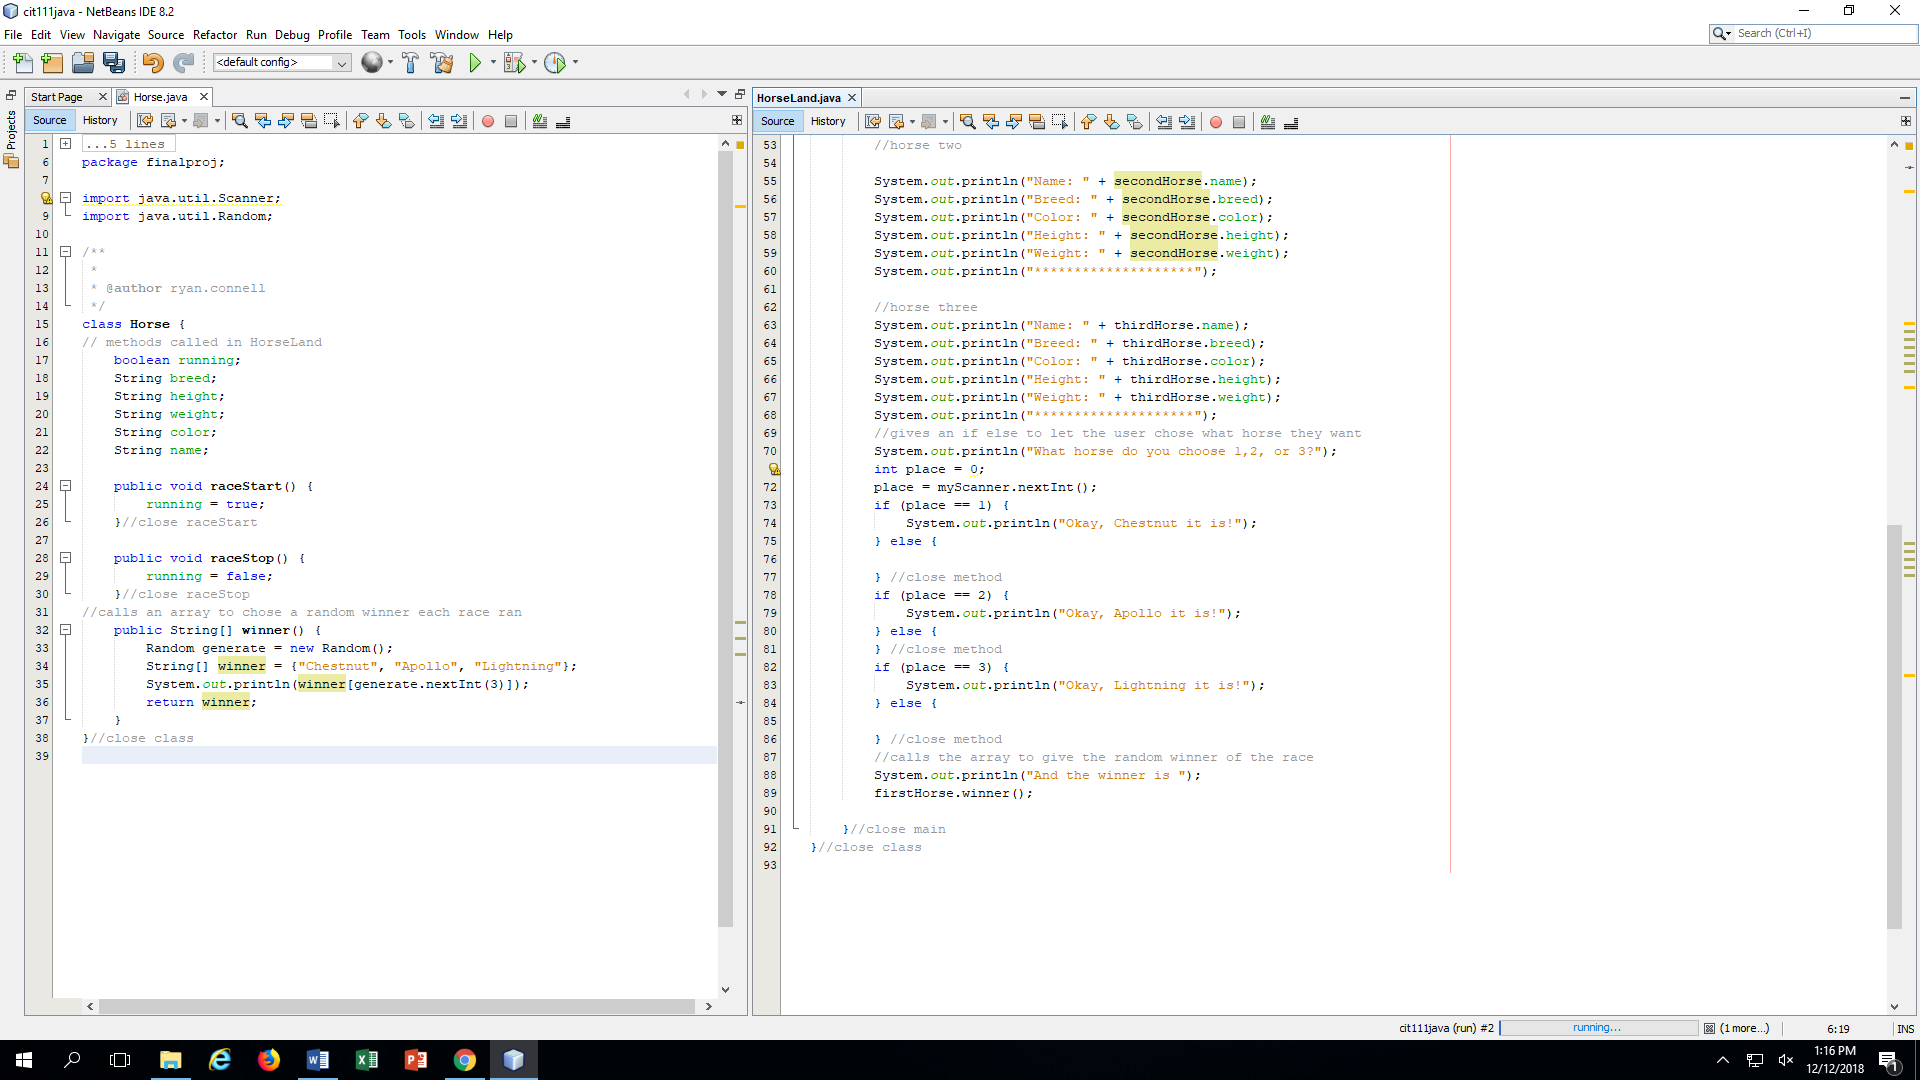 cit111java - NetBeans IDE 8.2
File Edit View Navigate Source Refactor Run Debug Profile Team Tools Window Help
Search (Ctrl+I)
<default config>
Projects
Start Page
Horse.java
Source History
1 ...5 lines
6 package finalproj;
7
import java.util.Scanner;
9 import java.util.Random;
10
11 /**
12 *
13 * @author ryan.connell
14 */
15 class Horse {
16 // methods called in HorseLand
17 boolean running;
18 String breed;
19 String height;
20 String weight;
21 String color;
22 String name;
23
24 public void raceStart() {
25 running = true;
26 }//close raceStart
27
28 public void raceStop() {
29 running = false;
30 }//close raceStop
31 //calls an array to chose a random winner each race ran
32 public String[] winner() {
33 Random generate = new Random();
34 String[] winner = {"Chestnut", "Apollo", "Lightning"};
35 System.out.println(winner[generate.nextInt(3)]);
36 return winner;
37 }
38 }//close class
39
HorseLand.java
Source History
53 //horse two
54
55 System.out.println("Name: " + secondHorse.name);
56 System.out.println("Breed: " + secondHorse.breed);
57 System.out.println("Color: " + secondHorse.color);
58 System.out.println("Height: " + secondHorse.height);
59 System.out.println("Weight: " + secondHorse.weight);
60 System.out.println("********************");
61
62 //horse three
63 System.out.println("Name: " + thirdHorse.name);
64 System.out.println("Breed: " + thirdHorse.breed);
65 System.out.println("Color: " + thirdHorse.color);
66 System.out.println("Height: " + thirdHorse.height);
67 System.out.println("Weight: " + thirdHorse.weight);
68 System.out.println("********************");
69 //gives an if else to let the user chose what horse they want
70 System.out.println("What horse do you choose 1,2, or 3?");
int place = 0;
72 place = myScanner.nextInt();
73 if (place == 1) {
74 System.out.println("Okay, Chestnut it is!");
75 } else {
76
77 } //close method
78 if (place == 2) {
79 System.out.println("Okay, Apollo it is!");
80 } else {
81 } //close method
82 if (place == 3) {
83 System.out.println("Okay, Lightning it is!");
84 } else {
85
86 } //close method
87 //calls the array to give the random winner of the race
88 System.out.println("And the winner is ");
89 firstHorse.winner();
90
91 }//close main
92 }//close class
93
cit111java (run) #2 running... (1 more...) 6:19 INS
1:16 PM
12/12/2018
1